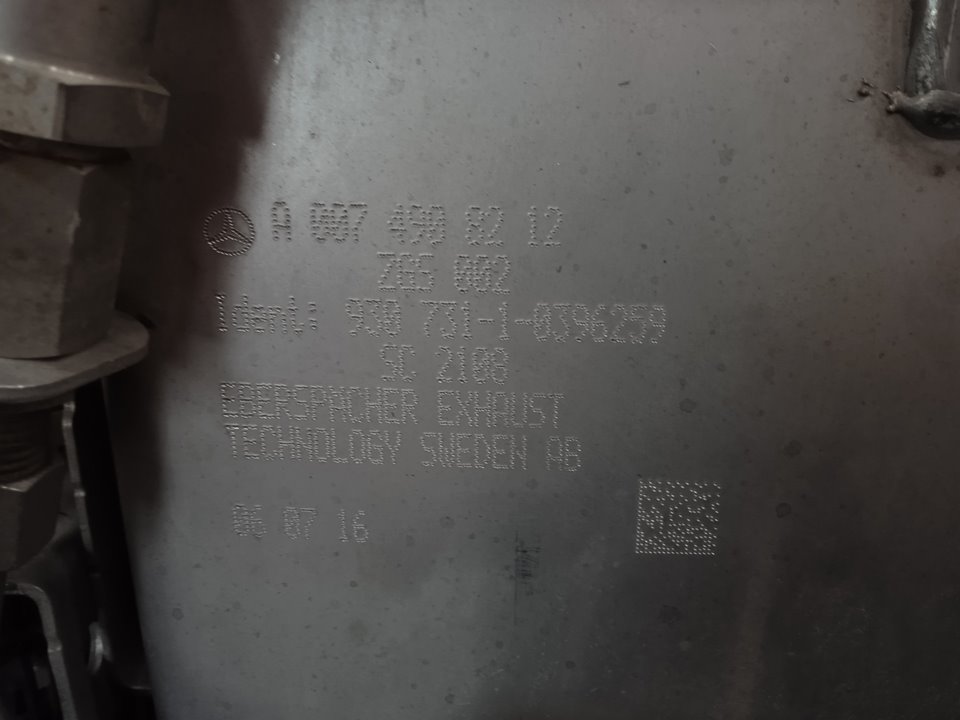 A 007 490 82 12
ZGS 002
Ident: 930 731-1-0396259
SC 2108
EBERSPACHER EXHAUST
TECHNOLOGY SWEDEN AB
06 07 16